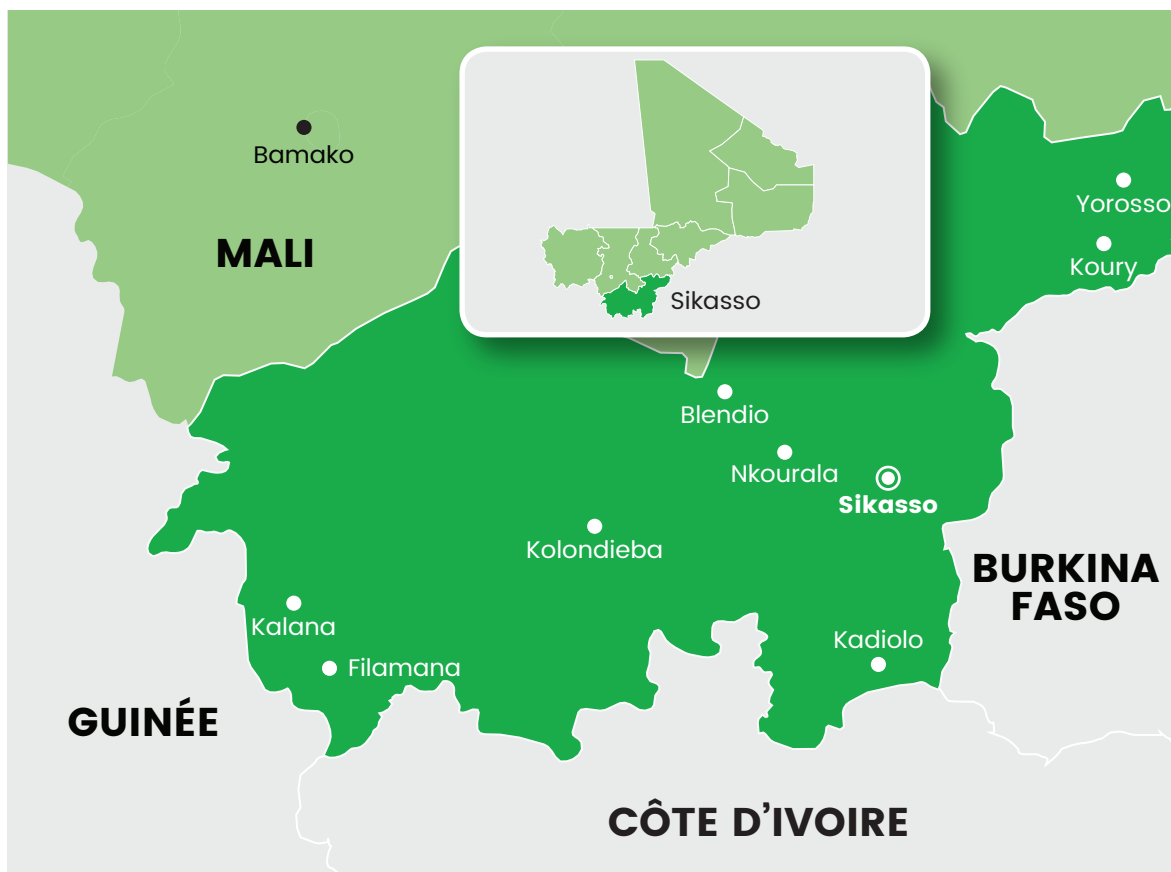 Bamako
Yorosso
MALI
Koury
Sikasso
Blendio
Nkourala
Sikasso
Kolondieba
BURKINA
FASO
Kalana
Kadiolo
Filamana
GUINÉE
CÔTE D’IVOIRE